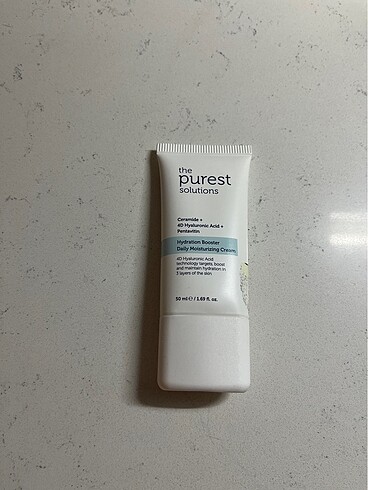 the
purest
solutions
Ceramide +
4D Hyaluronic Acid +
Pentavitin
Hydration Booster
Daily Moisturizing Cream
4D Hyaluronic Acid
technology targets, boost
and maintain hydration in
3 layers of the skin
50 ml ℮ / 1.69 fl. oz.